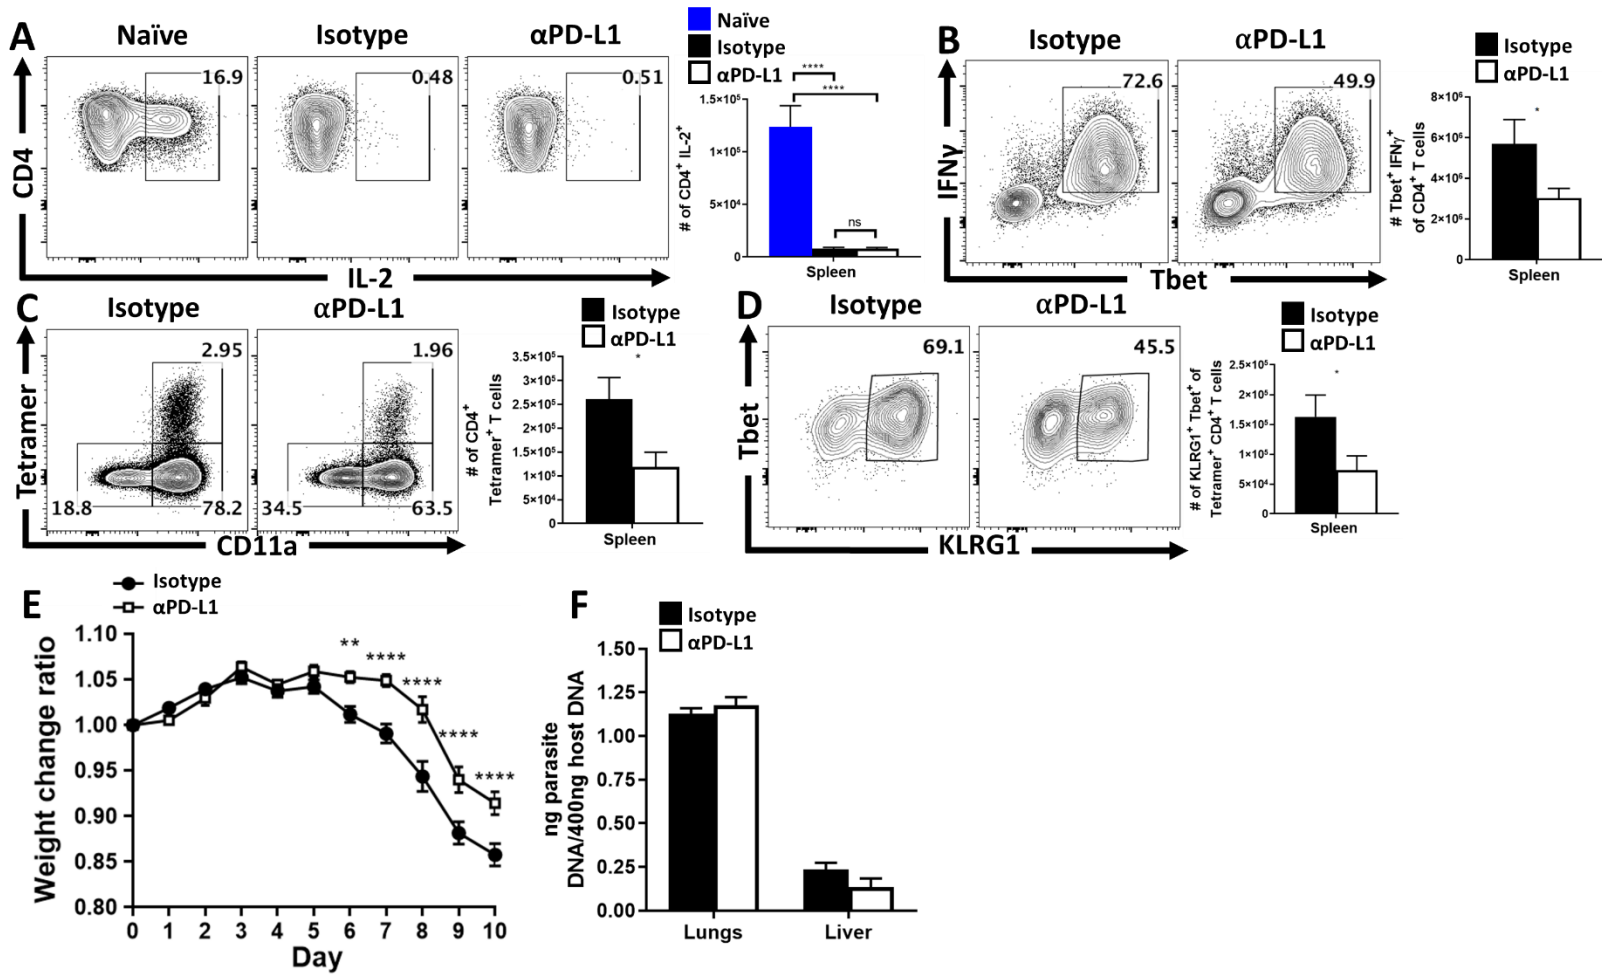 A
Naïve
Isotype
αPD-L1
Naïve
Isotype
αPD-L1
16.9
0.48
0.51
CD4
IL-2
# of CD4+ IL-2+
****
****
ns
1.5×10⁵
1×10⁵
5×10⁴
0
Spleen
B
Isotype
αPD-L1
Isotype
αPD-L1
72.6
49.9
IFNγ
Tbet
# Tbet+ IFNγ+
of CD4+ T cells
*
8×10⁶
6×10⁶
4×10⁶
2×10⁶
0
Spleen
C
Isotype
αPD-L1
Isotype
αPD-L1
2.95
18.8
78.2
1.96
34.5
63.5
Tetramer
CD11a
# of CD4+
Tetramer+ T cells
*
3.5×10⁵
3×10⁵
2.5×10⁵
2×10⁵
1.5×10⁵
1×10⁵
5×10⁴
0
Spleen
D
Isotype
αPD-L1
Isotype
αPD-L1
69.1
45.5
Tbet
KLRG1
# of KLRG1+ Tbet+ of
Tetramer+ CD4+ T cells
*
2.5×10⁵
2×10⁵
1.5×10⁵
1×10⁵
5×10⁴
0
Spleen
E
Isotype
αPD-L1
Weight change ratio
1.10
1.05
1.00
0.95
0.90
0.85
0.80
**
****
****
****
****
0 1 2 3 4 5 6 7 8 9 10
Day
F
Isotype
αPD-L1
ng parasite
DNA/400ng host DNA
1.50
1.25
1.00
0.75
0.50
0.25
0.00
Lungs
Liver